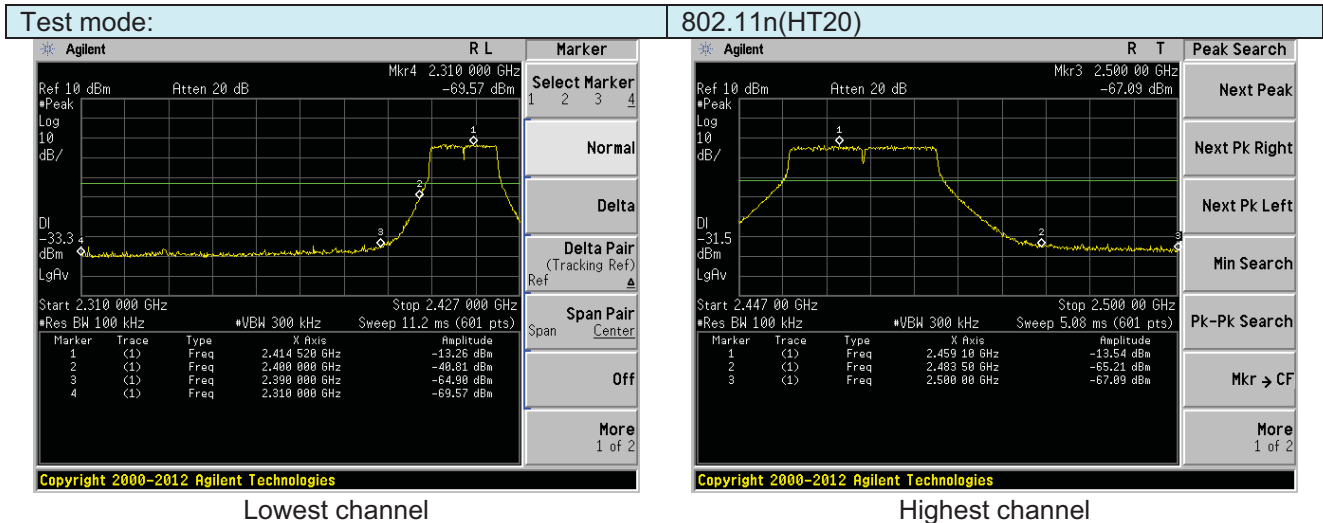 Test mode:
802.11n(HT20)
Agilent
R L
Marker
Mkr4 2.310 000 GHz
Ref 10 dBm
Atten 20 dB
-69.57 dBm
#Peak
Log
10
dB/
1
2
3
4
DI
-33.3
dBm
LgAv
Start 2.310 000 GHz
Stop 2.427 000 GHz
#Res BW 100 kHz
#VBW 300 kHz
Sweep 11.2 ms (601 pts)
Marker Trace Type X Axis Amplitude
1 (1) Freq 2.414 520 GHz -13.26 dBm
2 (1) Freq 2.400 000 GHz -40.81 dBm
3 (1) Freq 2.390 000 GHz -64.90 dBm
4 (1) Freq 2.310 000 GHz -69.57 dBm
Select Marker
1 2 3 4
Normal
Delta
Delta Pair
(Tracking Ref)
Ref Δ
Span Pair
Span Center
Off
More
1 of 2
Copyright 2000-2012 Agilent Technologies
Lowest channel
Agilent
R T
Peak Search
Mkr3 2.500 00 GHz
Ref 10 dBm
Atten 20 dB
-67.09 dBm
#Peak
Log
10
dB/
1
2
3
DI
-31.5
dBm
LgAv
Start 2.447 00 GHz
Stop 2.500 00 GHz
#Res BW 100 kHz
#VBW 300 kHz
Sweep 5.08 ms (601 pts)
Marker Trace Type X Axis Amplitude
1 (1) Freq 2.459 10 GHz -13.54 dBm
2 (1) Freq 2.483 50 GHz -65.21 dBm
3 (1) Freq 2.500 00 GHz -67.09 dBm
Next Peak
Next Pk Right
Next Pk Left
Min Search
Pk-Pk Search
Mkr → CF
More
1 of 2
Copyright 2000-2012 Agilent Technologies
Highest channel